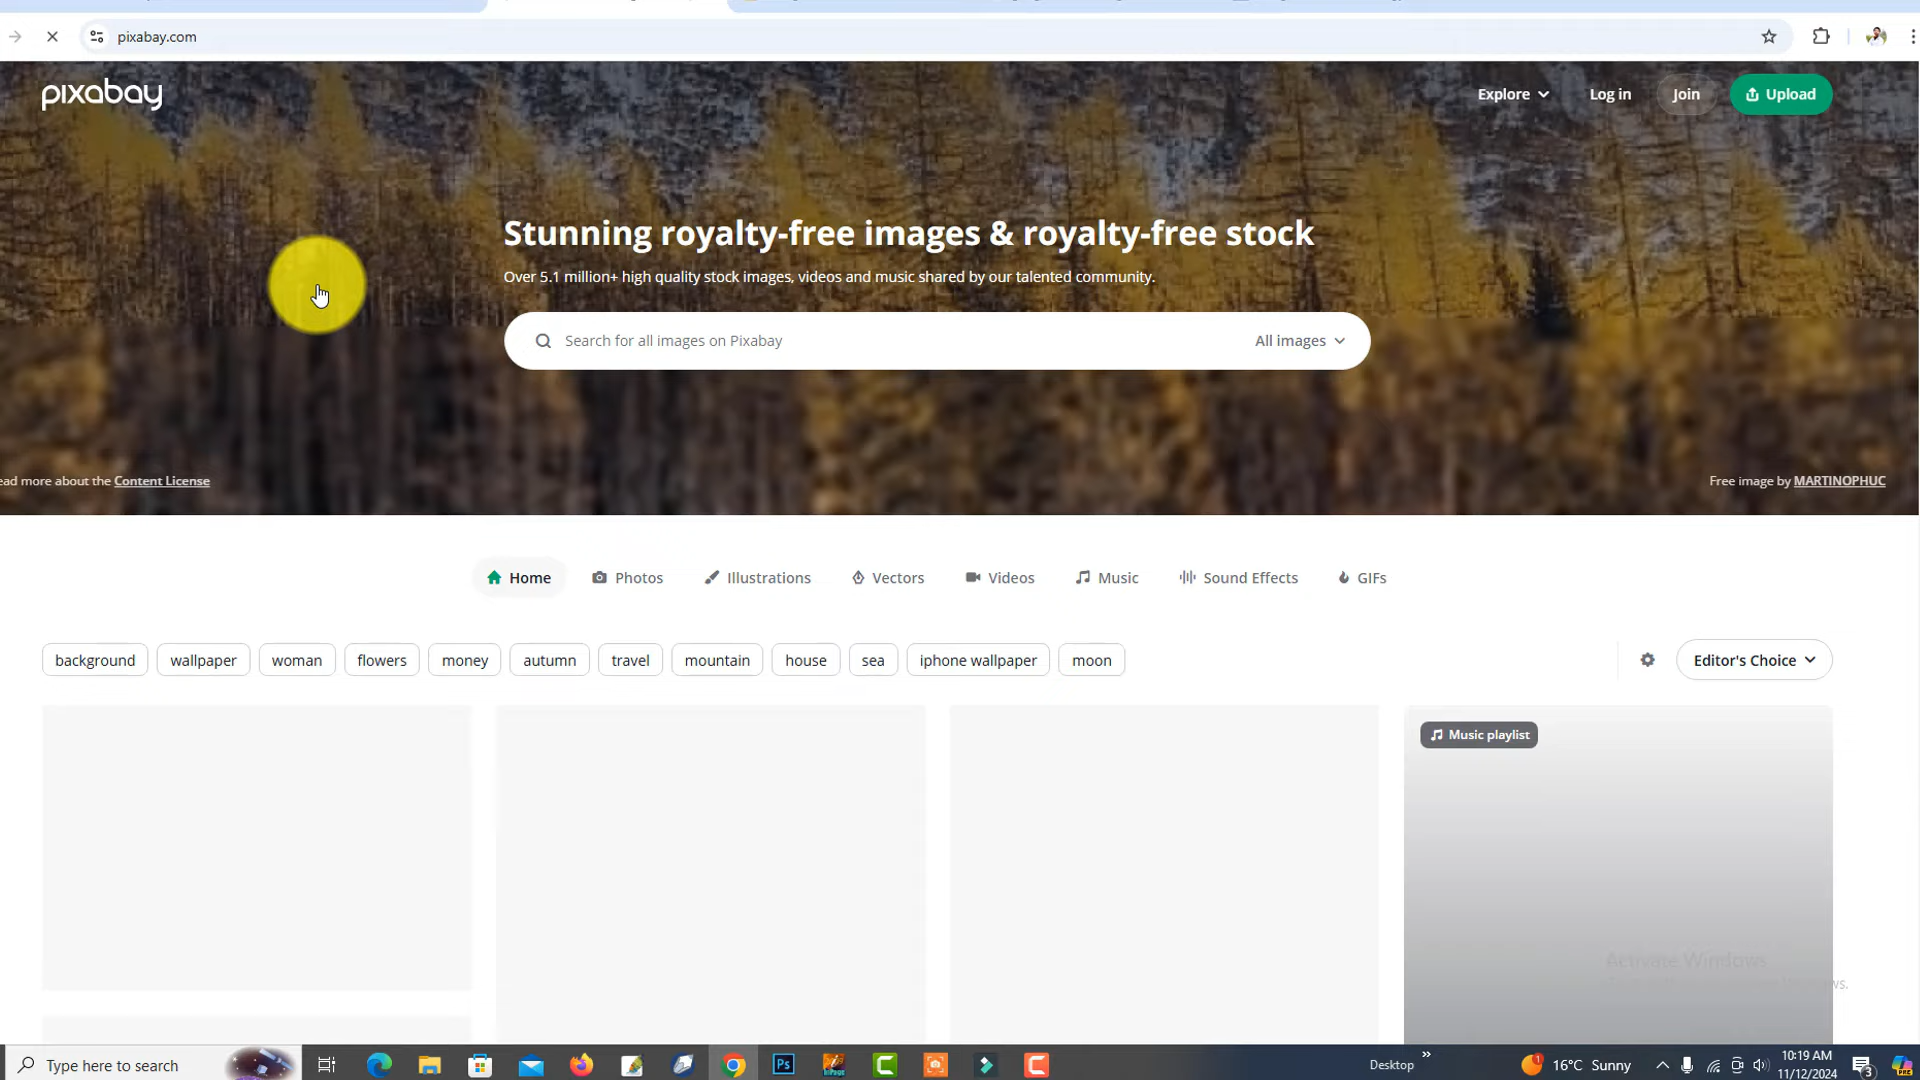 pixabay.com
pixabay
Explore
Log in
Join
Upload
Stunning royalty-free images & royalty-free stock
Over 5.1 million+ high quality stock images, videos and music shared by our talented community.
Search for all images on Pixabay
All images
ead more about the Content License
Free image by MARTINOPHUC
Home
Photos
Illustrations
Vectors
Videos
Music
Sound Effects
GIFs
background
wallpaper
woman
flowers
money
autumn
travel
mountain
house
sea
iphone wallpaper
moon
Editor's Choice
Music playlist
Activate Windows
Type here to search
Ps
Desktop
16°C Sunny
10:19 AM
11/12/2024
3